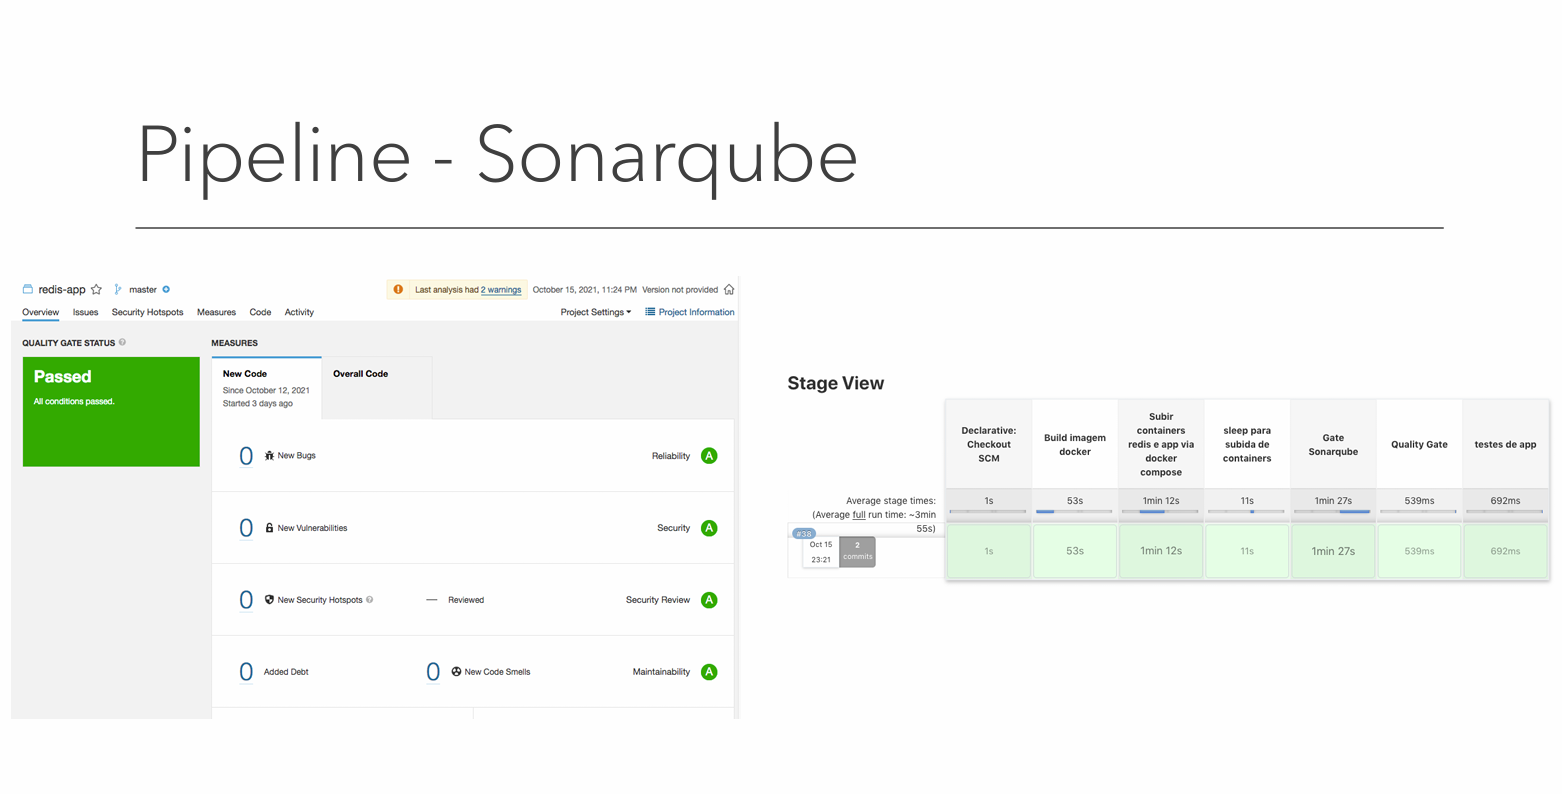 Pipeline - Sonarqube
redis-app master
Last analysis had 2 warnings October 15, 2021, 11:24 PM Version not provided
Overview Issues Security Hotspots Measures Code Activity Project Settings Project Information
QUALITY GATE STATUS ?
Passed
All conditions passed.
MEASURES
New Code
Since October 12, 2021
Started 3 days ago
Overall Code
0 New Bugs Reliability A
0 New Vulnerabilities Security A
0 New Security Hotspots ? — Reviewed Security Review A
0 Added Debt 0 New Code Smells Maintainability A
Stage View
Declarative:
Checkout
SCM
Build imagem
docker
Subir
containers
redis e app via
docker
compose
sleep para
subida de
containers
Gate
Sonarqube
Quality Gate
testes de app
Average stage times:
(Average full run time: ~3min
55s)
1s 53s 1min 12s 11s 1min 27s 539ms 692ms
#38
Oct 15
23:21
2
commits
1s 53s 1min 12s 11s 1min 27s 539ms 692ms